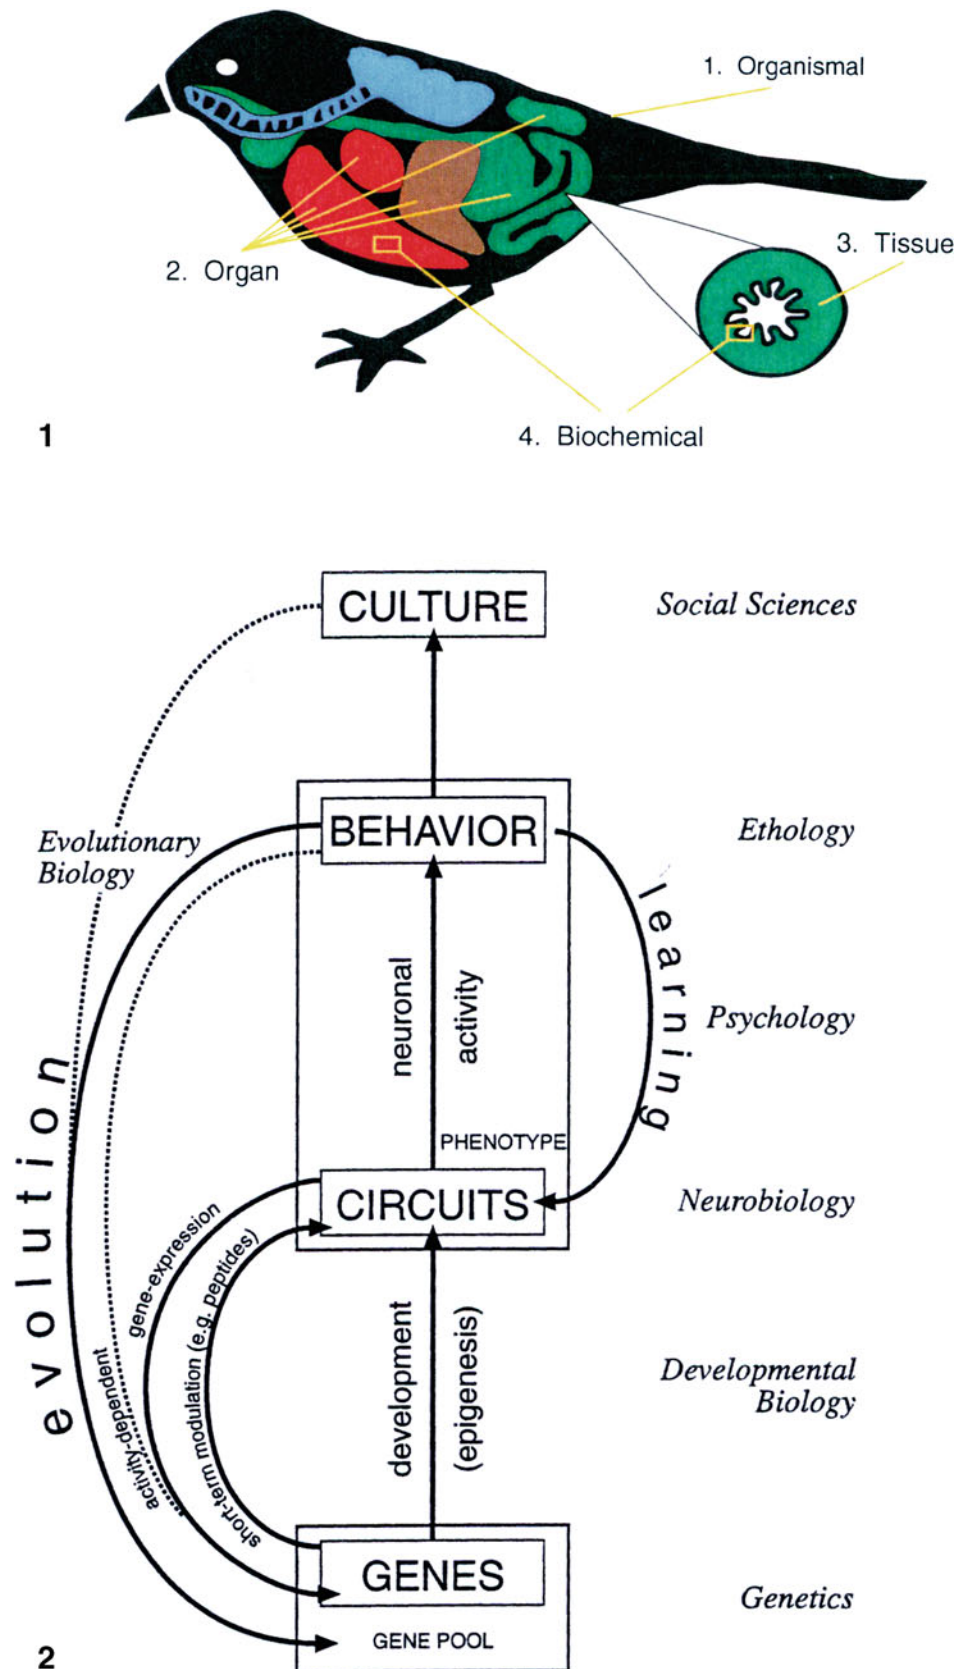 1. Organismal
2. Organ
3. Tissue
4. Biochemical
1
CULTURE
Social Sciences
Evolutionary
Biology
BEHAVIOR
Ethology
learning
neuronal
activity
Psychology
PHENOTYPE
evolution
CIRCUITS
Neurobiology
gene-expression
activity-dependent
short-term modulation (e.g. peptides)
development
(epigenesis)
Developmental
Biology
GENES
Genetics
GENE POOL
2